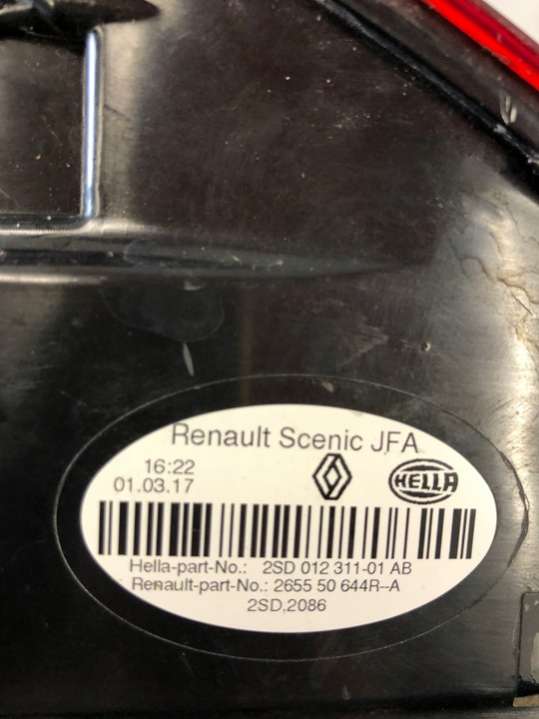 Renault Scenic JFA
16:22
01.03.17
HELLA
Hella-part-No.: 2SD 012 311-01 AB
Renault-part-No.: 2655 50 644R--A
2SD,2086